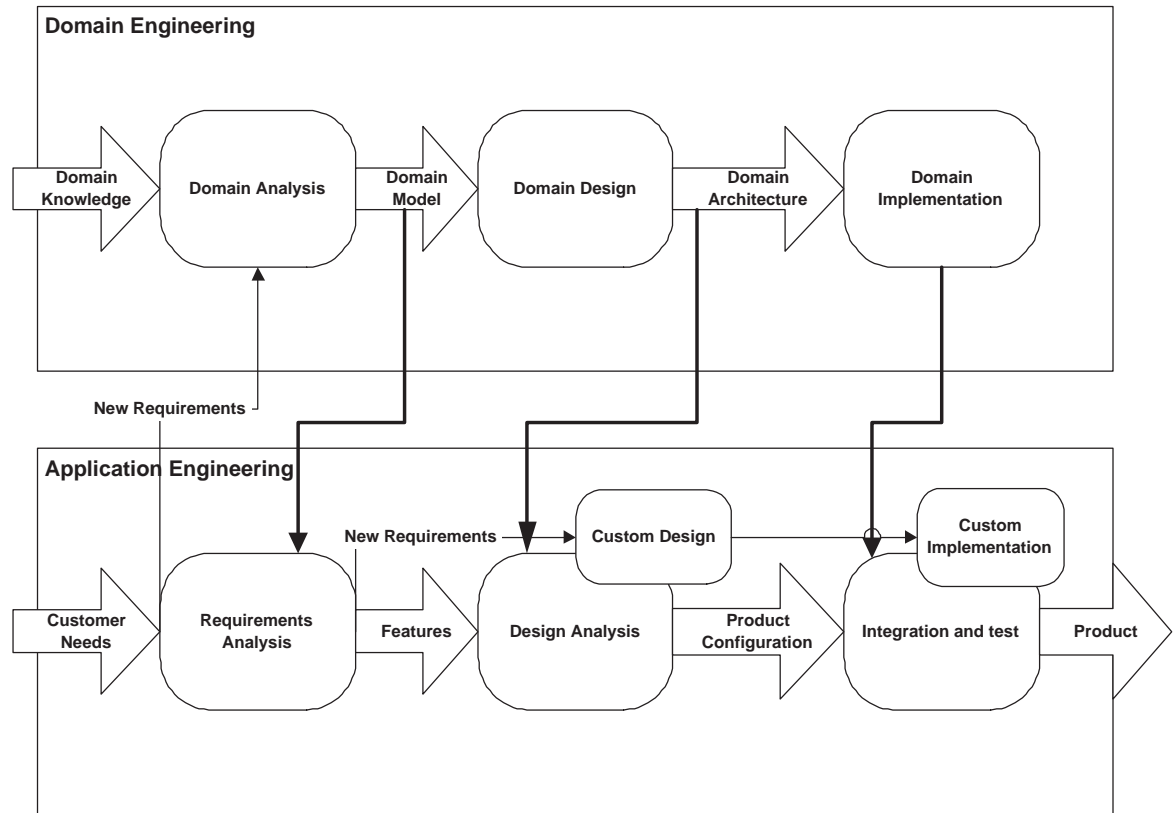 Domain Engineering
Domain
Knowledge
Domain Analysis
Domain
Model
Domain Design
Domain
Architecture
Domain
Implementation
New Requirements
Application Engineering
New Requirements
Custom Design
Custom
Implementation
Customer
Needs
Requirements
Analysis
Features
Design Analysis
Product
Configuration
Integration and test
Product